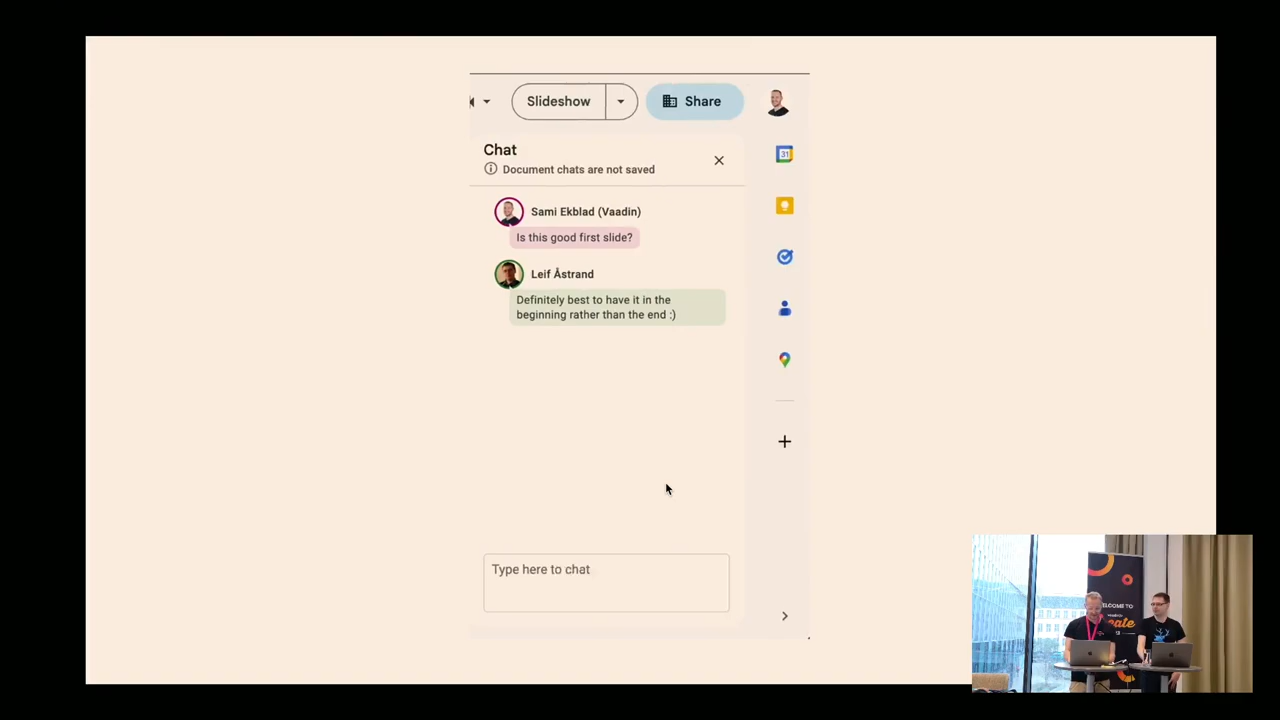 Slideshow
Share
Chat
Document chats are not saved
31
Sami Ekblad (Vaadin)
Is this good first slide?
Leif Åstrand
Definitely best to have it in the
beginning rather than the end :)
Type here to chat